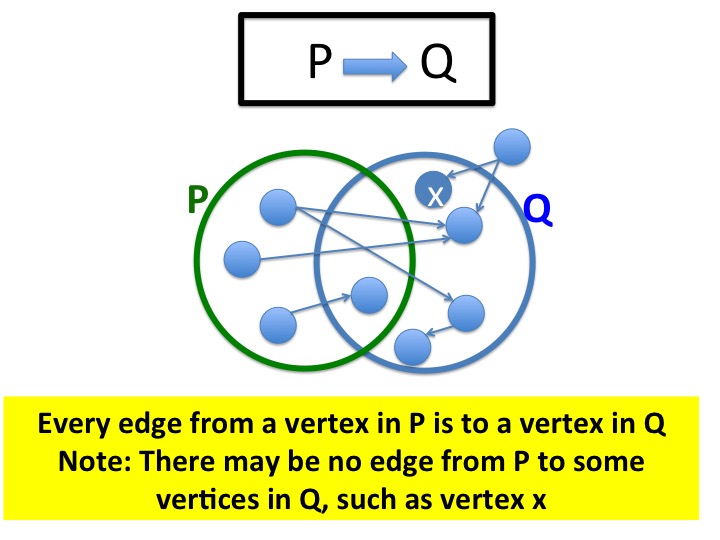 P Q
P
x
Q
Every edge from a vertex in P is to a vertex in Q
Note: There may be no edge from P to some
vertices in Q, such as vertex x